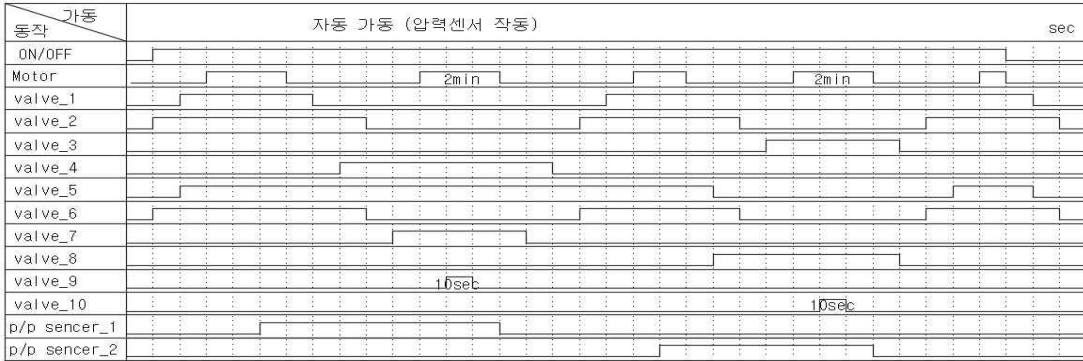 가동
동작
자동 가동 (압력센서 작동)
sec
ON/OFF
Motor
2min
2min
valve_1
valve_2
valve_3
valve_4
valve_5
valve_6
valve_7
valve_8
valve_9
10sec
valve_10
10sec
p/p sencer_1
p/p sencer_2